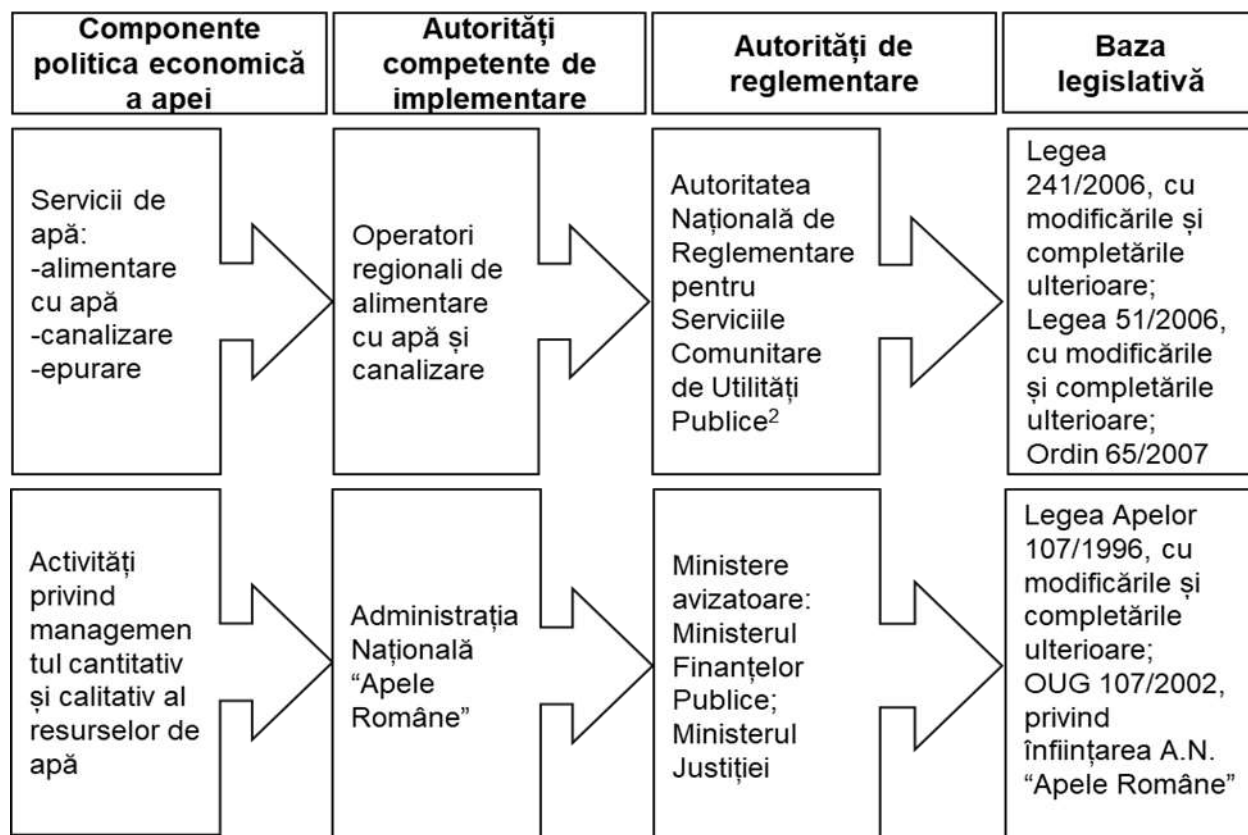 Componente
politica economică
a apei
Autorități
competente de
implementare
Autorități de
reglementare
Baza
legislativă
Servicii de
apă:
-alimentare
cu apă
-canalizare
-epurare
Operatori
regionali de
alimentare
cu apă și
canalizare
Autoritatea
Națională de
Reglementare
pentru
Serviciile
Comunitare
de Utilități
Publice²
Legea
241/2006, cu
modificările și
completările
ulterioare;
Legea 51/2006,
cu modificările
și completările
ulterioare;
Ordin 65/2007
Activități
privind
managemen
tul cantitativ
și calitativ al
resurselor de
apă
Administrația
Națională
“Apele
Române”
Ministere
avizatoare:
Ministerul
Finanțelor
Publice;
Ministerul
Justiției
Legea Apelor
107/1996, cu
modificările și
completările
ulterioare;
OUG 107/2002,
privind
înființarea A.N.
“Apele Române”